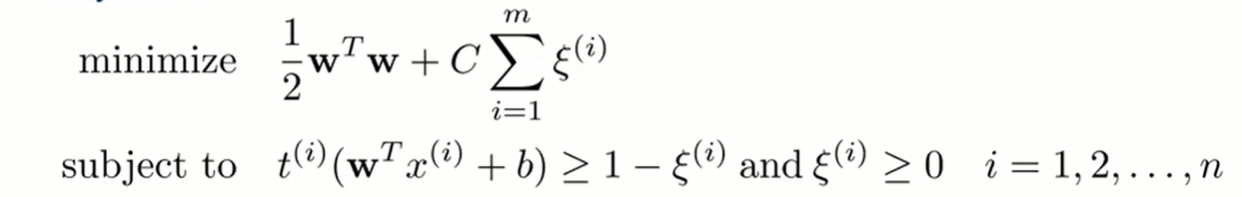 minimize $\frac{1}{2}\mathbf{w}^T\mathbf{w} + C\sum_{i=1}^{m}\xi^{(i)}$
subject to $t^{(i)}(\mathbf{w}^T x^{(i)} + b) \geq 1 - \xi^{(i)}$ and $\xi^{(i)} \geq 0 \quad i = 1, 2, \ldots, n$